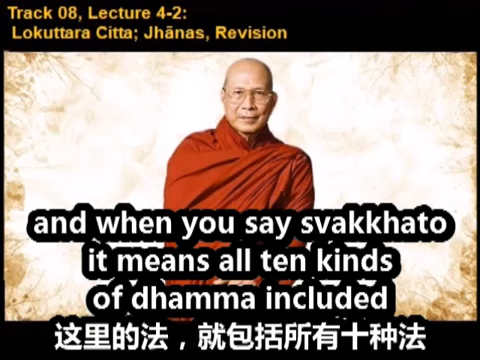 Track 08, Lecture 4-2:
Lokuttara Citta; Jhānas, Revision
and when you say svakkhato
it means all ten kinds
of dhamma included
这里的法，就包括所有十种法